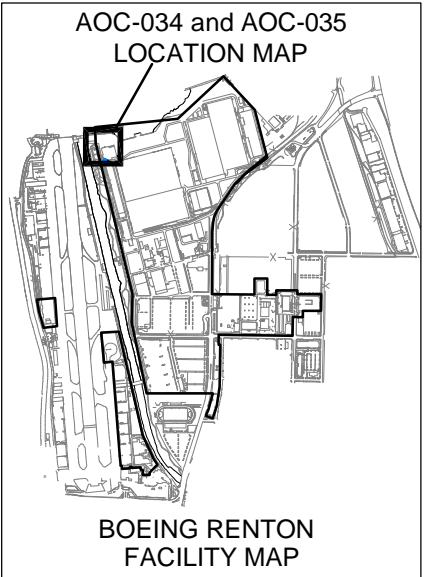 AOC-034 and AOC-035
LOCATION MAP
BOEING RENTON
FACILITY MAP